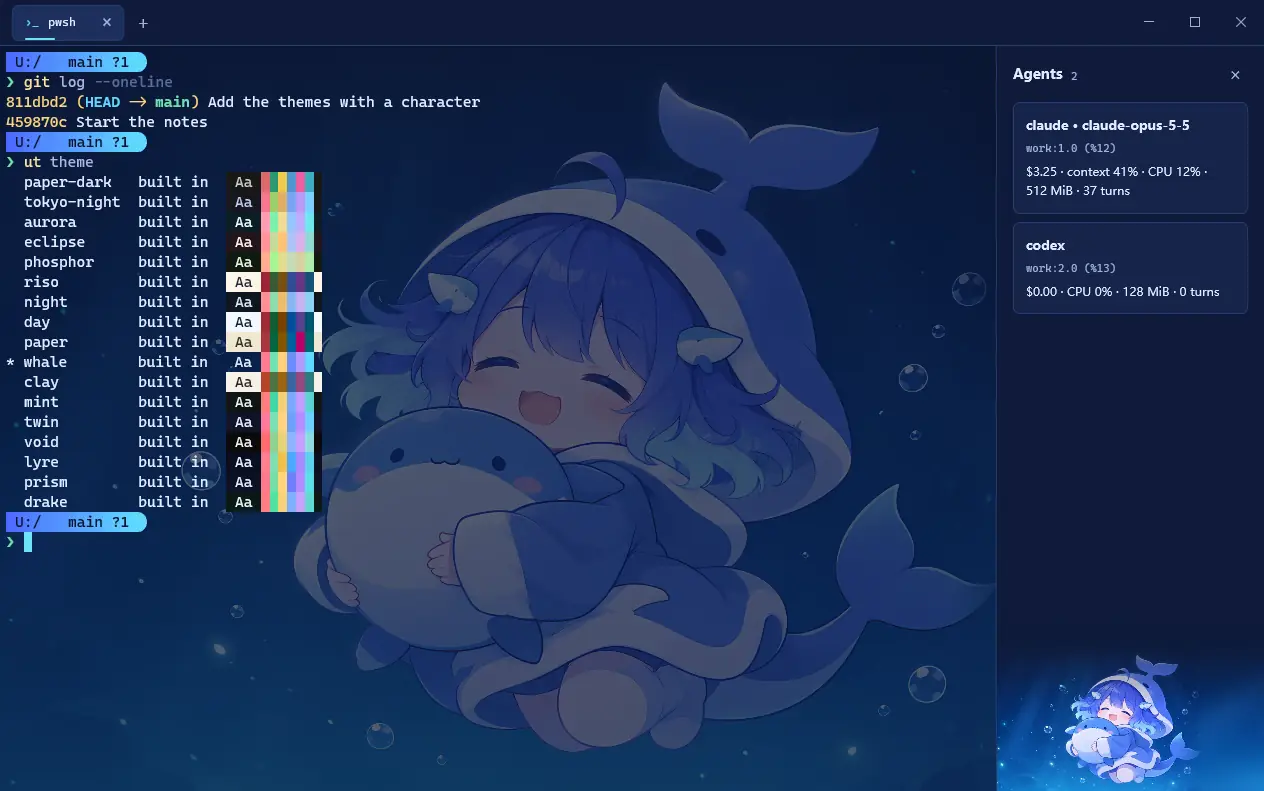 pwsh
U:/ main ?1
❯ git log --oneline
811dbd2 (HEAD -> main) Add the themes with a character
459870c Start the notes
U:/ main ?1
❯ ut theme
paper-dark built in Aa
tokyo-night built in Aa
aurora built in Aa
eclipse built in Aa
phosphor built in Aa
riso built in Aa
night built in Aa
day built in Aa
paper built in Aa
* whale built in Aa
clay built in Aa
mint built in Aa
twin built in Aa
void built in Aa
lyre built in Aa
prism built in Aa
drake built in Aa
U:/ main ?1
❯
Agents 2
claude • claude-opus-5-5
work:1.0 (%12)
$3.25 · context 41% · CPU 12% ·
512 MiB · 37 turns
codex
work:2.0 (%13)
$0.00 · CPU 0% · 128 MiB · 0 turns